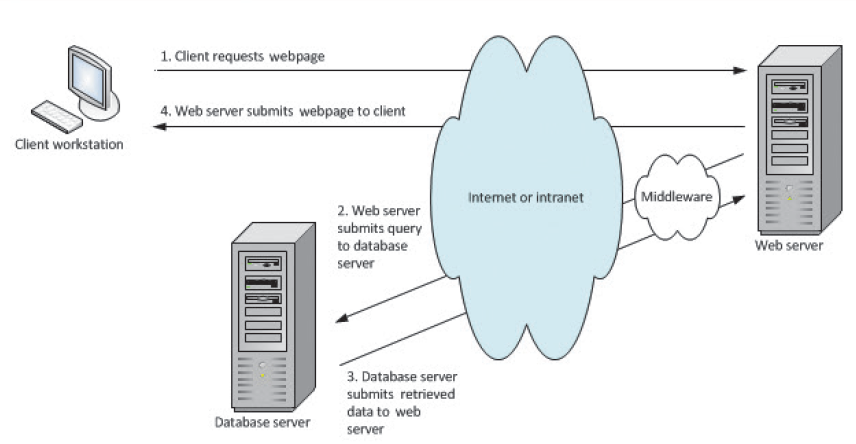 1. Client requests webpage
4. Web server submits webpage to client
Client workstation
Internet or intranet
Middleware
Web server
2. Web server
submits query
to database
server
Database server
3. Database server
submits retrieved
data to web
server